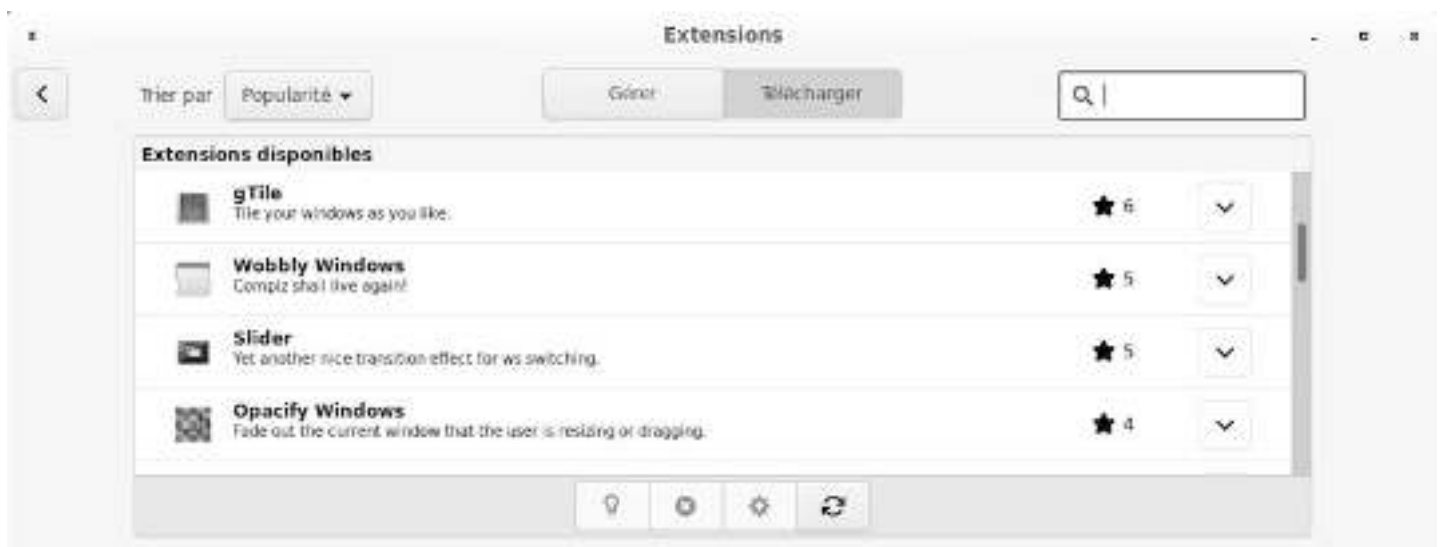 Extensions
Trier par
Popularité
Gérer
Télécharger
Extensions disponibles
gTile
Tile your windows as you like.
6
Wobbly Windows
Compiz shall live again!
5
Slider
Yet another nice transition effect for ws switching.
5
Opacify Windows
Fade out the current window that the user is resizing or dragging.
4